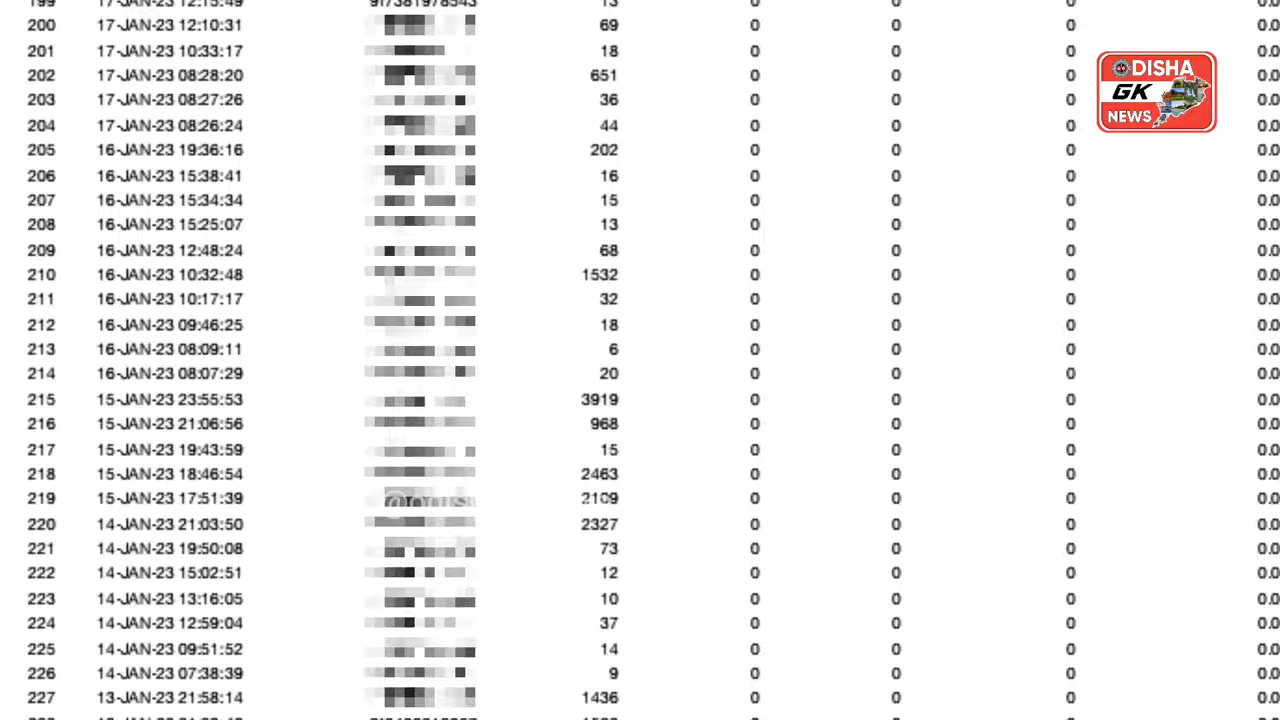 199 17-JAN-23 12:15:49 917381978543 13 0 0 0 0.0
200 17-JAN-23 12:10:31 69 0 0 0 0.0
201 17-JAN-23 10:33:17 18 0 0 0 0.0
202 17-JAN-23 08:28:20 651 0 0 0 0.0
203 17-JAN-23 08:27:26 36 0 0 0 0.0
204 17-JAN-23 08:26:24 44 0 0 0 0.0
205 16-JAN-23 19:36:16 202 0 0 0 0.0
206 16-JAN-23 15:38:41 16 0 0 0 0.0
207 16-JAN-23 15:34:34 15 0 0 0 0.0
208 16-JAN-23 15:25:07 13 0 0 0 0.0
209 16-JAN-23 12:48:24 68 0 0 0 0.0
210 16-JAN-23 10:32:48 1532 0 0 0 0.0
211 16-JAN-23 10:17:17 32 0 0 0 0.0
212 16-JAN-23 09:46:25 18 0 0 0 0.0
213 16-JAN-23 08:09:11 6 0 0 0 0.0
214 16-JAN-23 08:07:29 20 0 0 0 0.0
215 15-JAN-23 23:55:53 3919 0 0 0 0.0
216 15-JAN-23 21:06:56 968 0 0 0 0.0
217 15-JAN-23 19:43:59 15 0 0 0 0.0
218 15-JAN-23 18:46:54 2463 0 0 0 0.0
219 15-JAN-23 17:51:39 2109 0 0 0 0.0
220 14-JAN-23 21:03:50 2327 0 0 0 0.0
221 14-JAN-23 19:50:08 73 0 0 0 0.0
222 14-JAN-23 15:02:51 12 0 0 0 0.0
223 14-JAN-23 13:16:05 10 0 0 0 0.0
224 14-JAN-23 12:59:04 37 0 0 0 0.0
225 14-JAN-23 09:51:52 14 0 0 0 0.0
226 14-JAN-23 07:38:39 9 0 0 0 0.0
227 13-JAN-23 21:58:14 1436 0 0 0 0.0
ODISHA
GK
NEWS